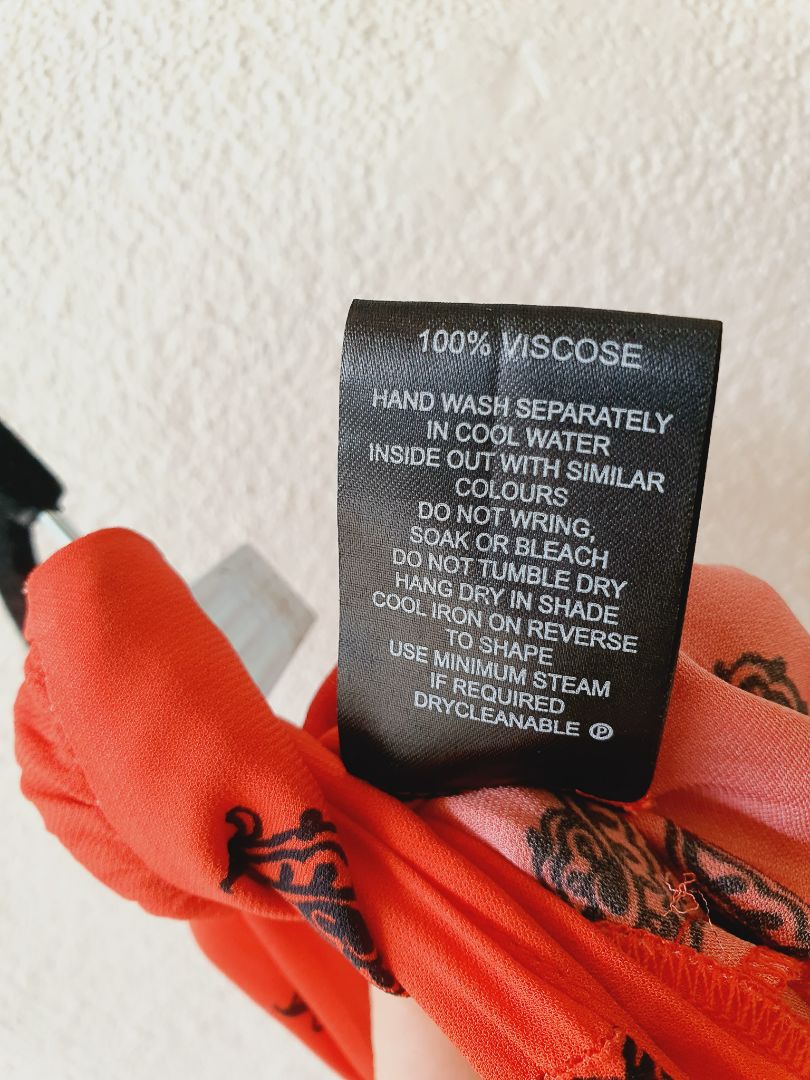 100% VISCOSE
HAND WASH SEPARATELY
IN COOL WATER
INSIDE OUT WITH SIMILAR
COLOURS
DO NOT WRING,
SOAK OR BLEACH
DO NOT TUMBLE DRY
HANG DRY IN SHADE
COOL IRON ON REVERSE
TO SHAPE
USE MINIMUM STEAM
IF REQUIRED
DRYCLEANABLE Ⓟ